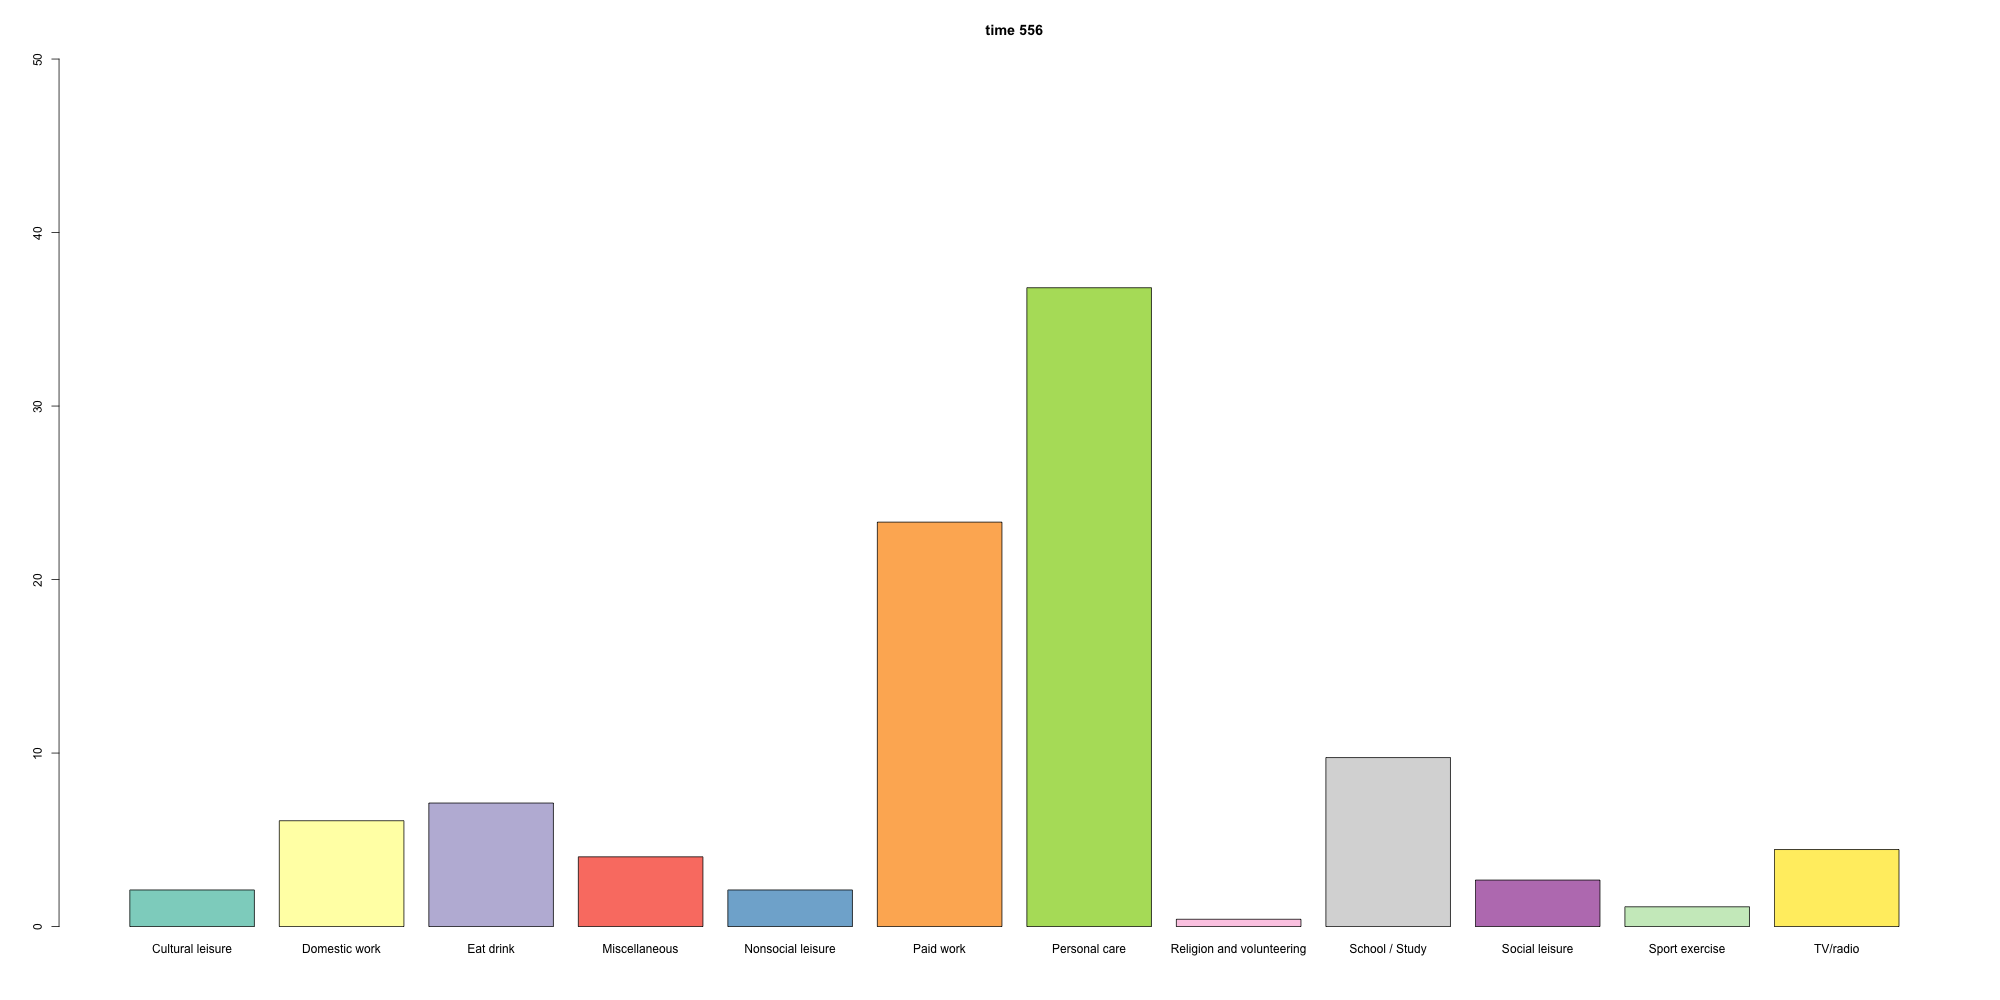 time 556
50
40
30
20
10
0
Cultural leisure
Domestic work
Eat drink
Miscellaneous
Nonsocial leisure
Paid work
Personal care
Religion and volunteering
School / Study
Social leisure
Sport exercise
TV/radio